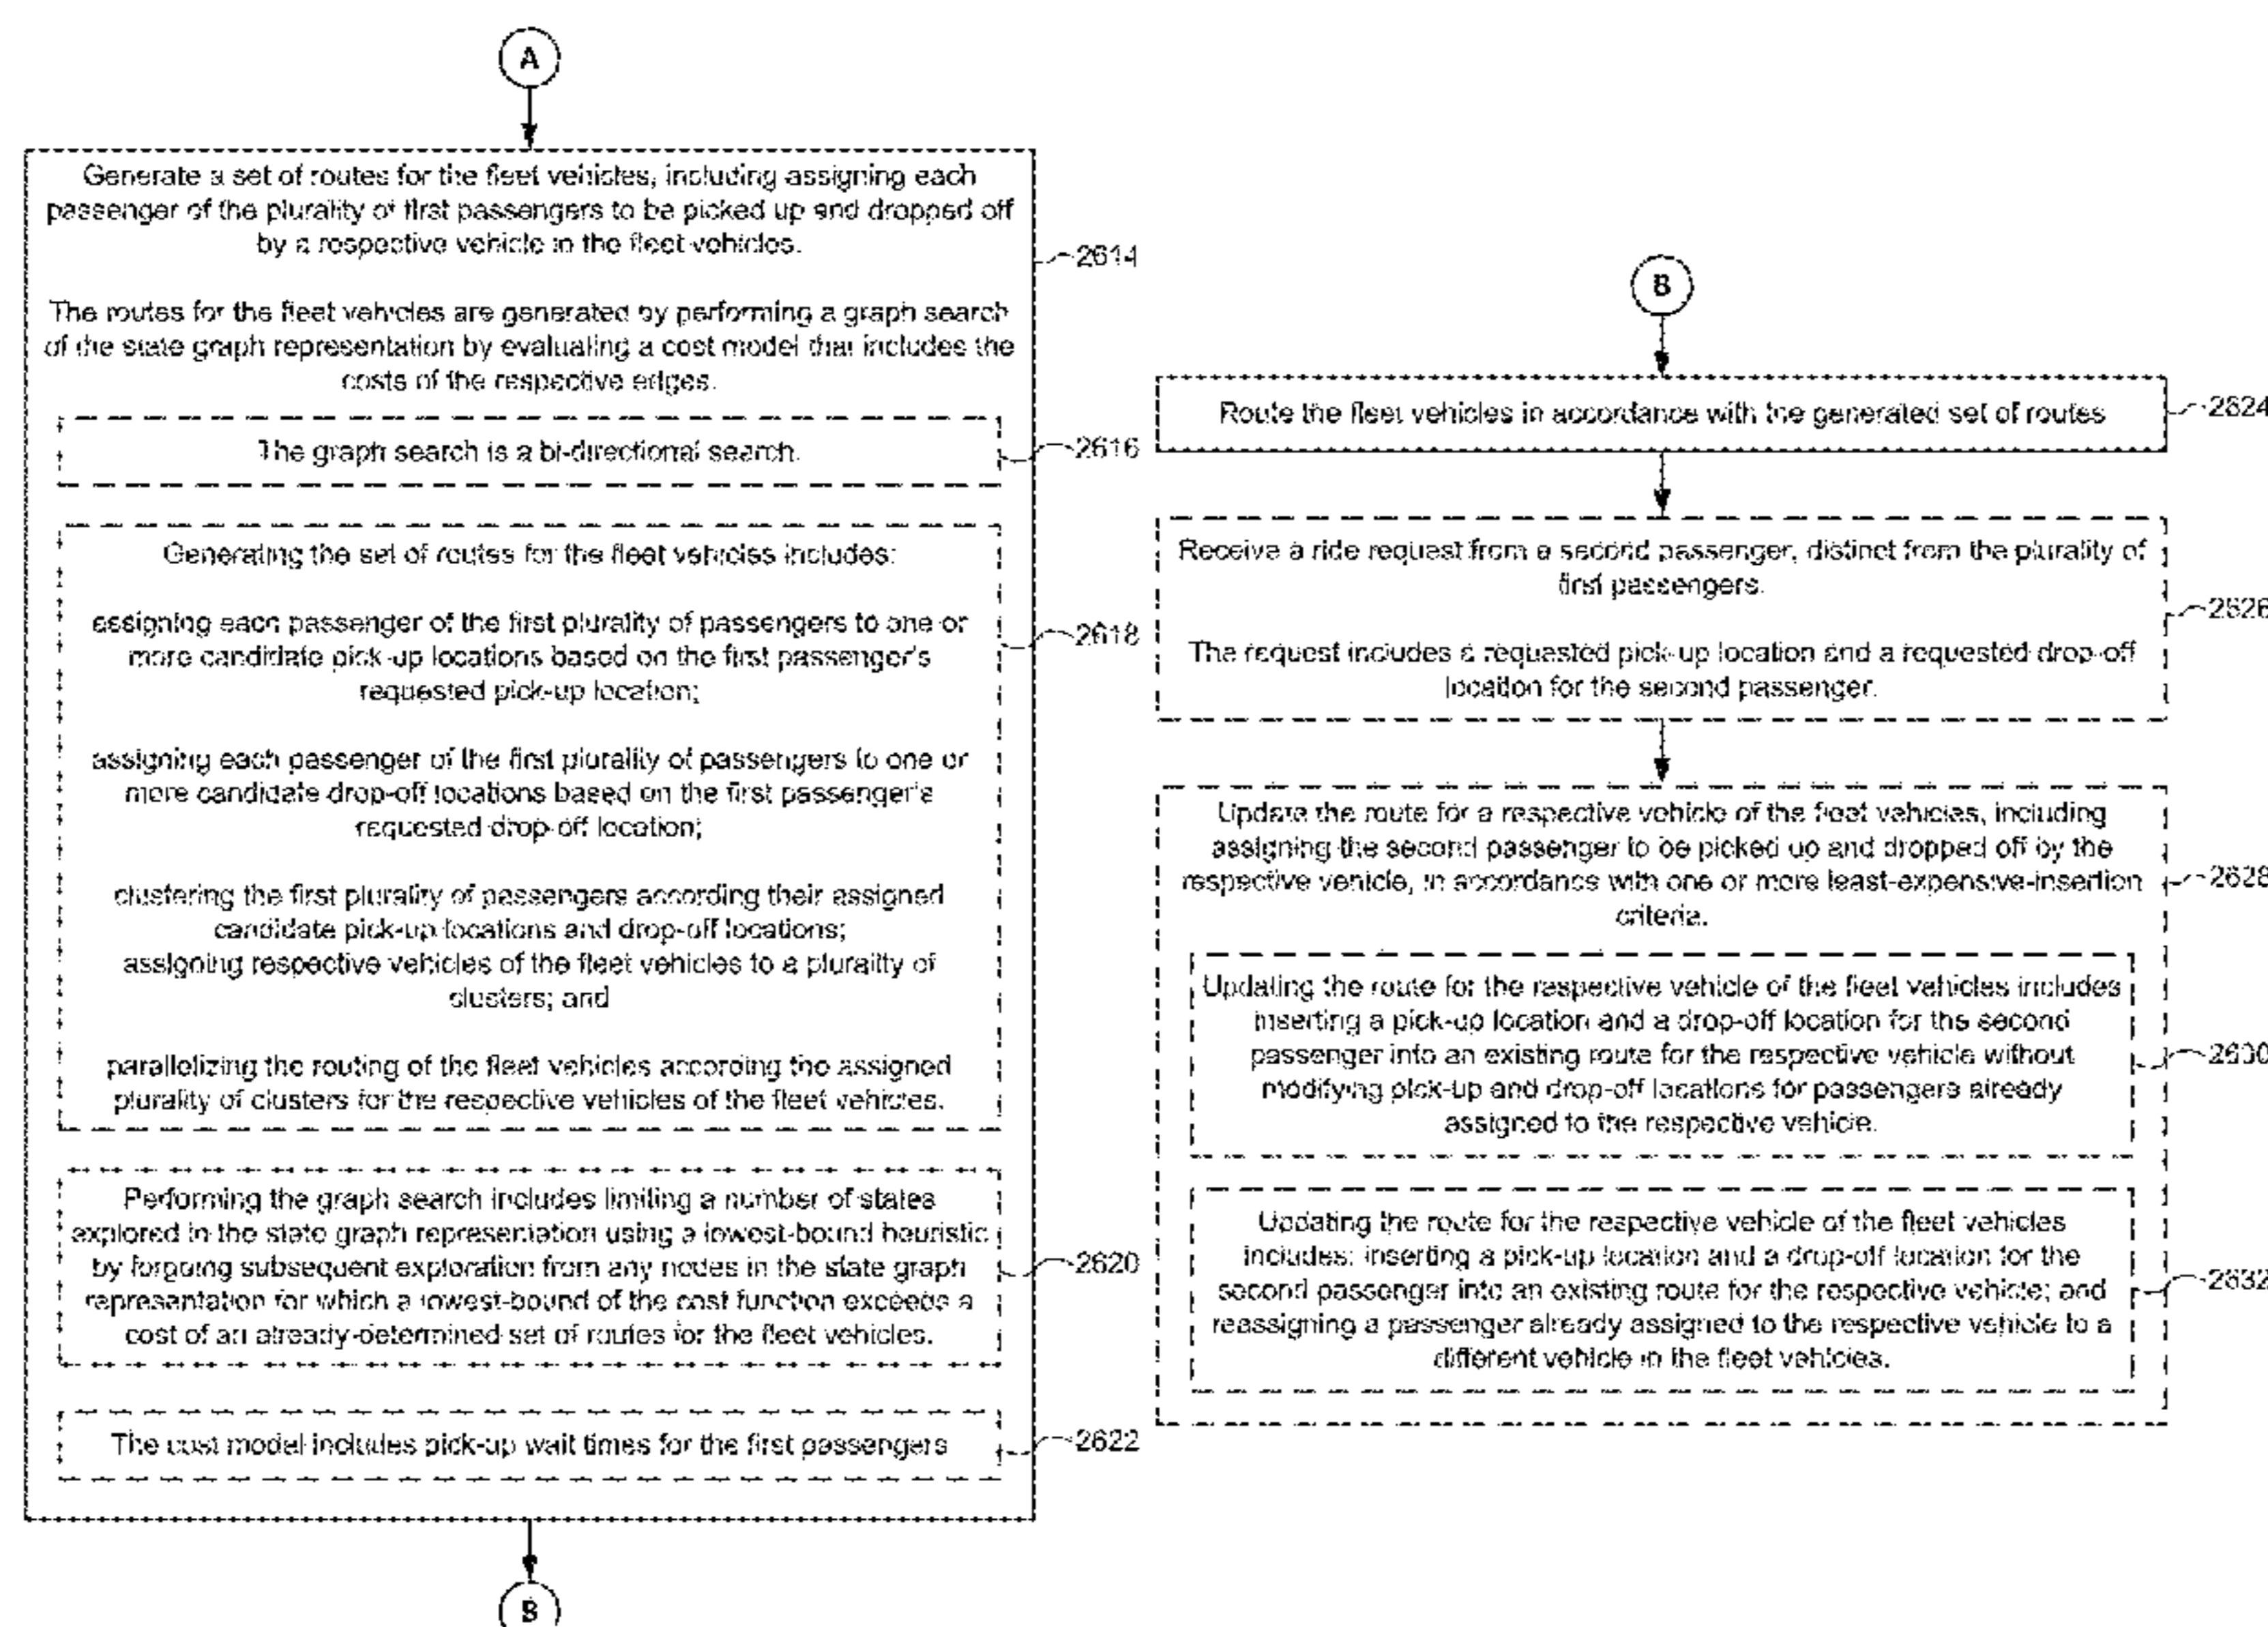 A
Generate a set of routes for the fleet vehicles, including assigning each
passenger of the plurality of first passengers to be picked up and dropped off
by a respective vehicle in the fleet vehicles.
The routes for the fleet vehicles are generated by performing a graph search
of the state graph representation by evaluating a cost model that includes the
costs of the respective edges.
2614
The graph search is a bi-directional search.
2616
Generating the set of routes for the fleet vehicles includes:
assigning each passenger of the first plurality of passengers to one or
more candidate pick-up locations based on the first passenger's
requested pick-up location;
assigning each passenger of the first plurality of passengers to one or
more candidate drop-off locations based on the first passenger's
requested drop-off location;
clustering the first plurality of passengers according their assigned
candidate pick-up locations and drop-off locations;
assigning respective vehicles of the fleet vehicles to a plurality of
clusters; and
parallelizing the routing of the fleet vehicles according the assigned
plurality of clusters for the respective vehicles of the fleet vehicles.
2618
Performing the graph search includes limiting a number of states
explored in the state graph representation using a lowest-bound heuristic
by forgoing subsequent exploration from any nodes in the state graph
representation for which a lowest-bound of the cost function exceeds a
cost of an already-determined set of routes for the fleet vehicles.
2620
The cost model includes pick-up wait times for the first passengers
2622
B
B
Route the fleet vehicles in accordance with the generated set of routes
2624
Receive a ride request from a second passenger, distinct from the plurality of
first passengers.
The request includes a requested pick-up location and a requested drop-off
location for the second passenger.
2626
Update the route for a respective vehicle of the fleet vehicles, including
assigning the second passenger to be picked up and dropped off by the
respective vehicle, in accordance with one or more least-expensive-insertion
criteria.
2628
Updating the route for the respective vehicle of the fleet vehicles includes
inserting a pick-up location and a drop-off location for the second
passenger into an existing route for the respective vehicle without
modifying pick-up and drop-off locations for passengers already
assigned to the respective vehicle.
2630
Updating the route for the respective vehicle of the fleet vehicles
includes: inserting a pick-up location and a drop-off location for the
second passenger into an existing route for the respective vehicle; and
reassigning a passenger already assigned to the respective vehicle to a
different vehicle in the fleet vehicles.
2632